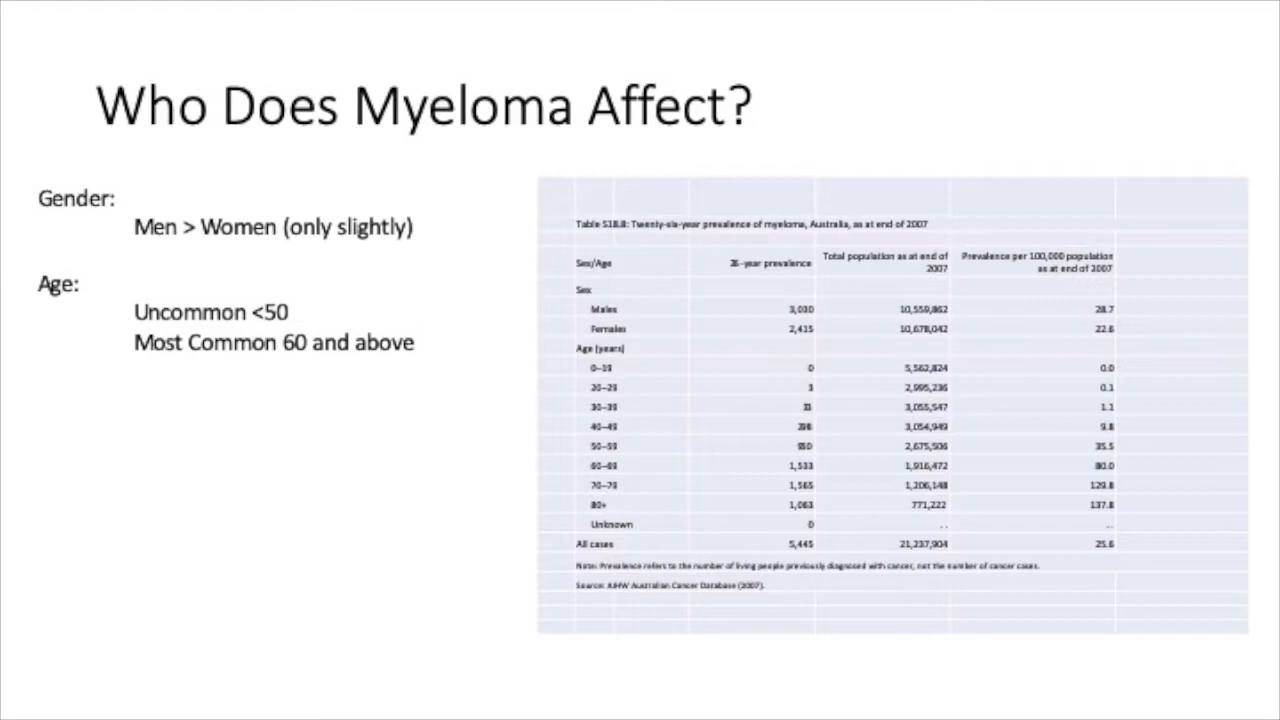 Who Does Myeloma Affect?
Gender:
Men > Women (only slightly)
Age:
Uncommon <50
Most Common 60 and above
Table S18.8: Twenty-six-year prevalence of myeloma, Australia, as at end of 2007
Sex/Age 26-year prevalence Total population as at end of 2007 Prevalence per 100,000 population as at end of 2007
Sex
Males 3,030 10,559,862 28.7
Females 2,415 10,678,042 22.6
Age (years)
0–19 0 5,562,824 0.0
20–29 3 2,995,236 0.1
30–39 3,055,547 1.1
40–49 298 3,054,949 9.8
50–59 950 2,675,506 35.5
60–69 1,533 1,916,472 80.0
70–79 1,565 1,206,148 129.8
80+ 1,063 771,222 137.8
Unknown 0 . . . .
All cases 5,445 21,237,904 25.6
Note: Prevalence refers to the number of living people previously diagnosed with cancer, not the number of cancer cases.
Source: AIHW Australian Cancer Database (2007).